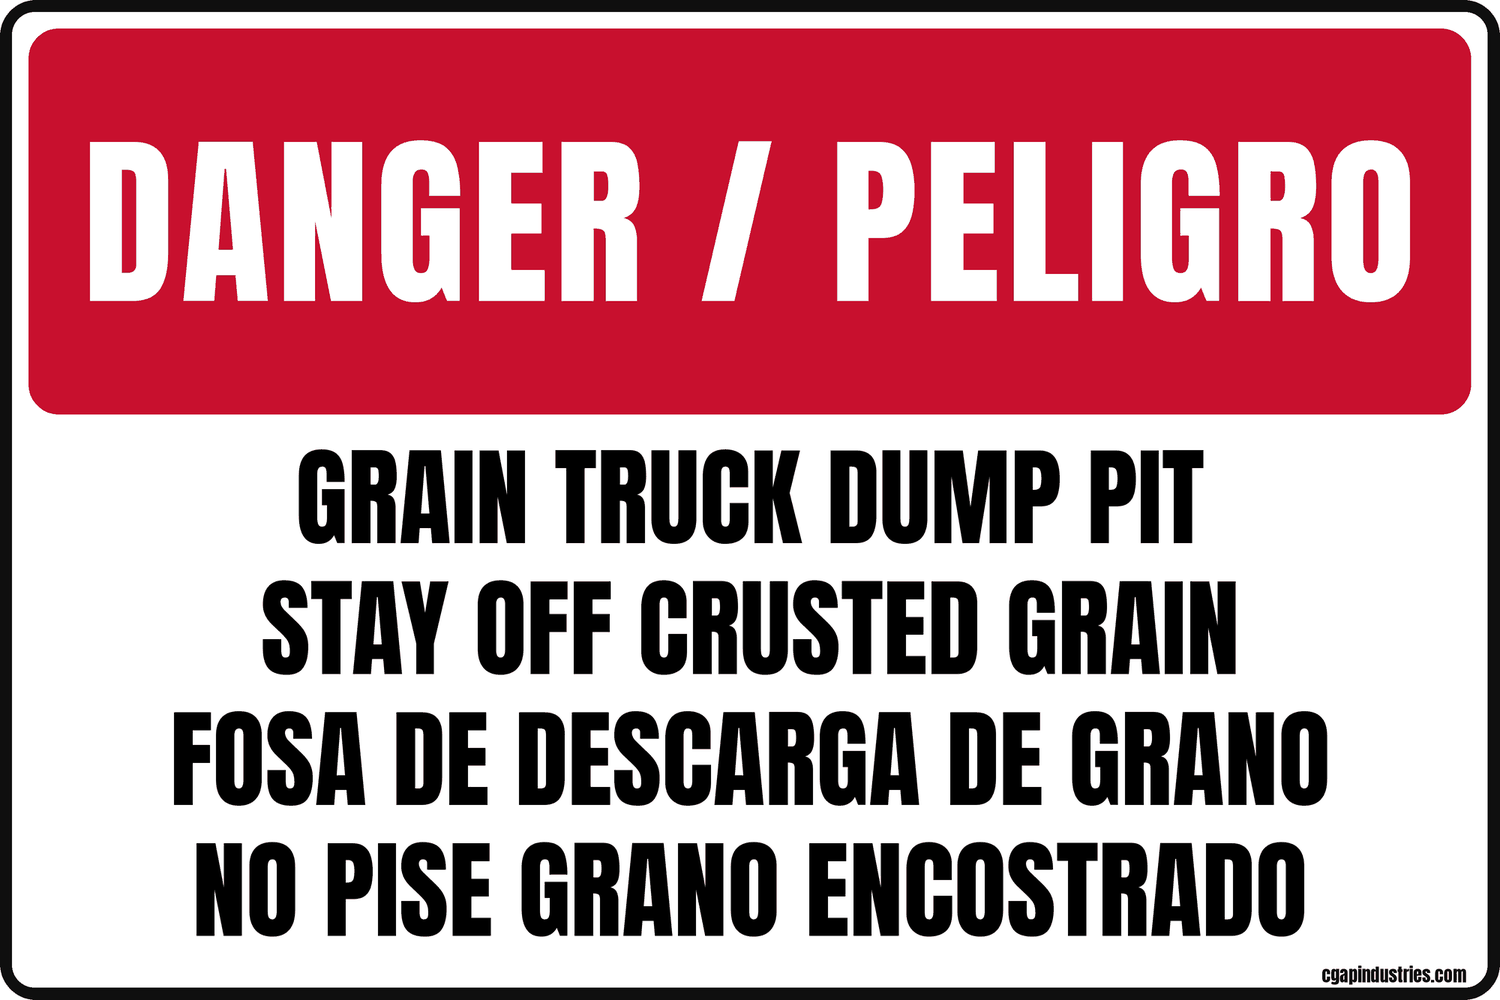 DANGER / PELIGRO
GRAIN TRUCK DUMP PIT
STAY OFF CRUSTED GRAIN
FOSA DE DESCARGA DE GRANO
NO PISE GRANO ENCOSTRADO
cgapindustries.com